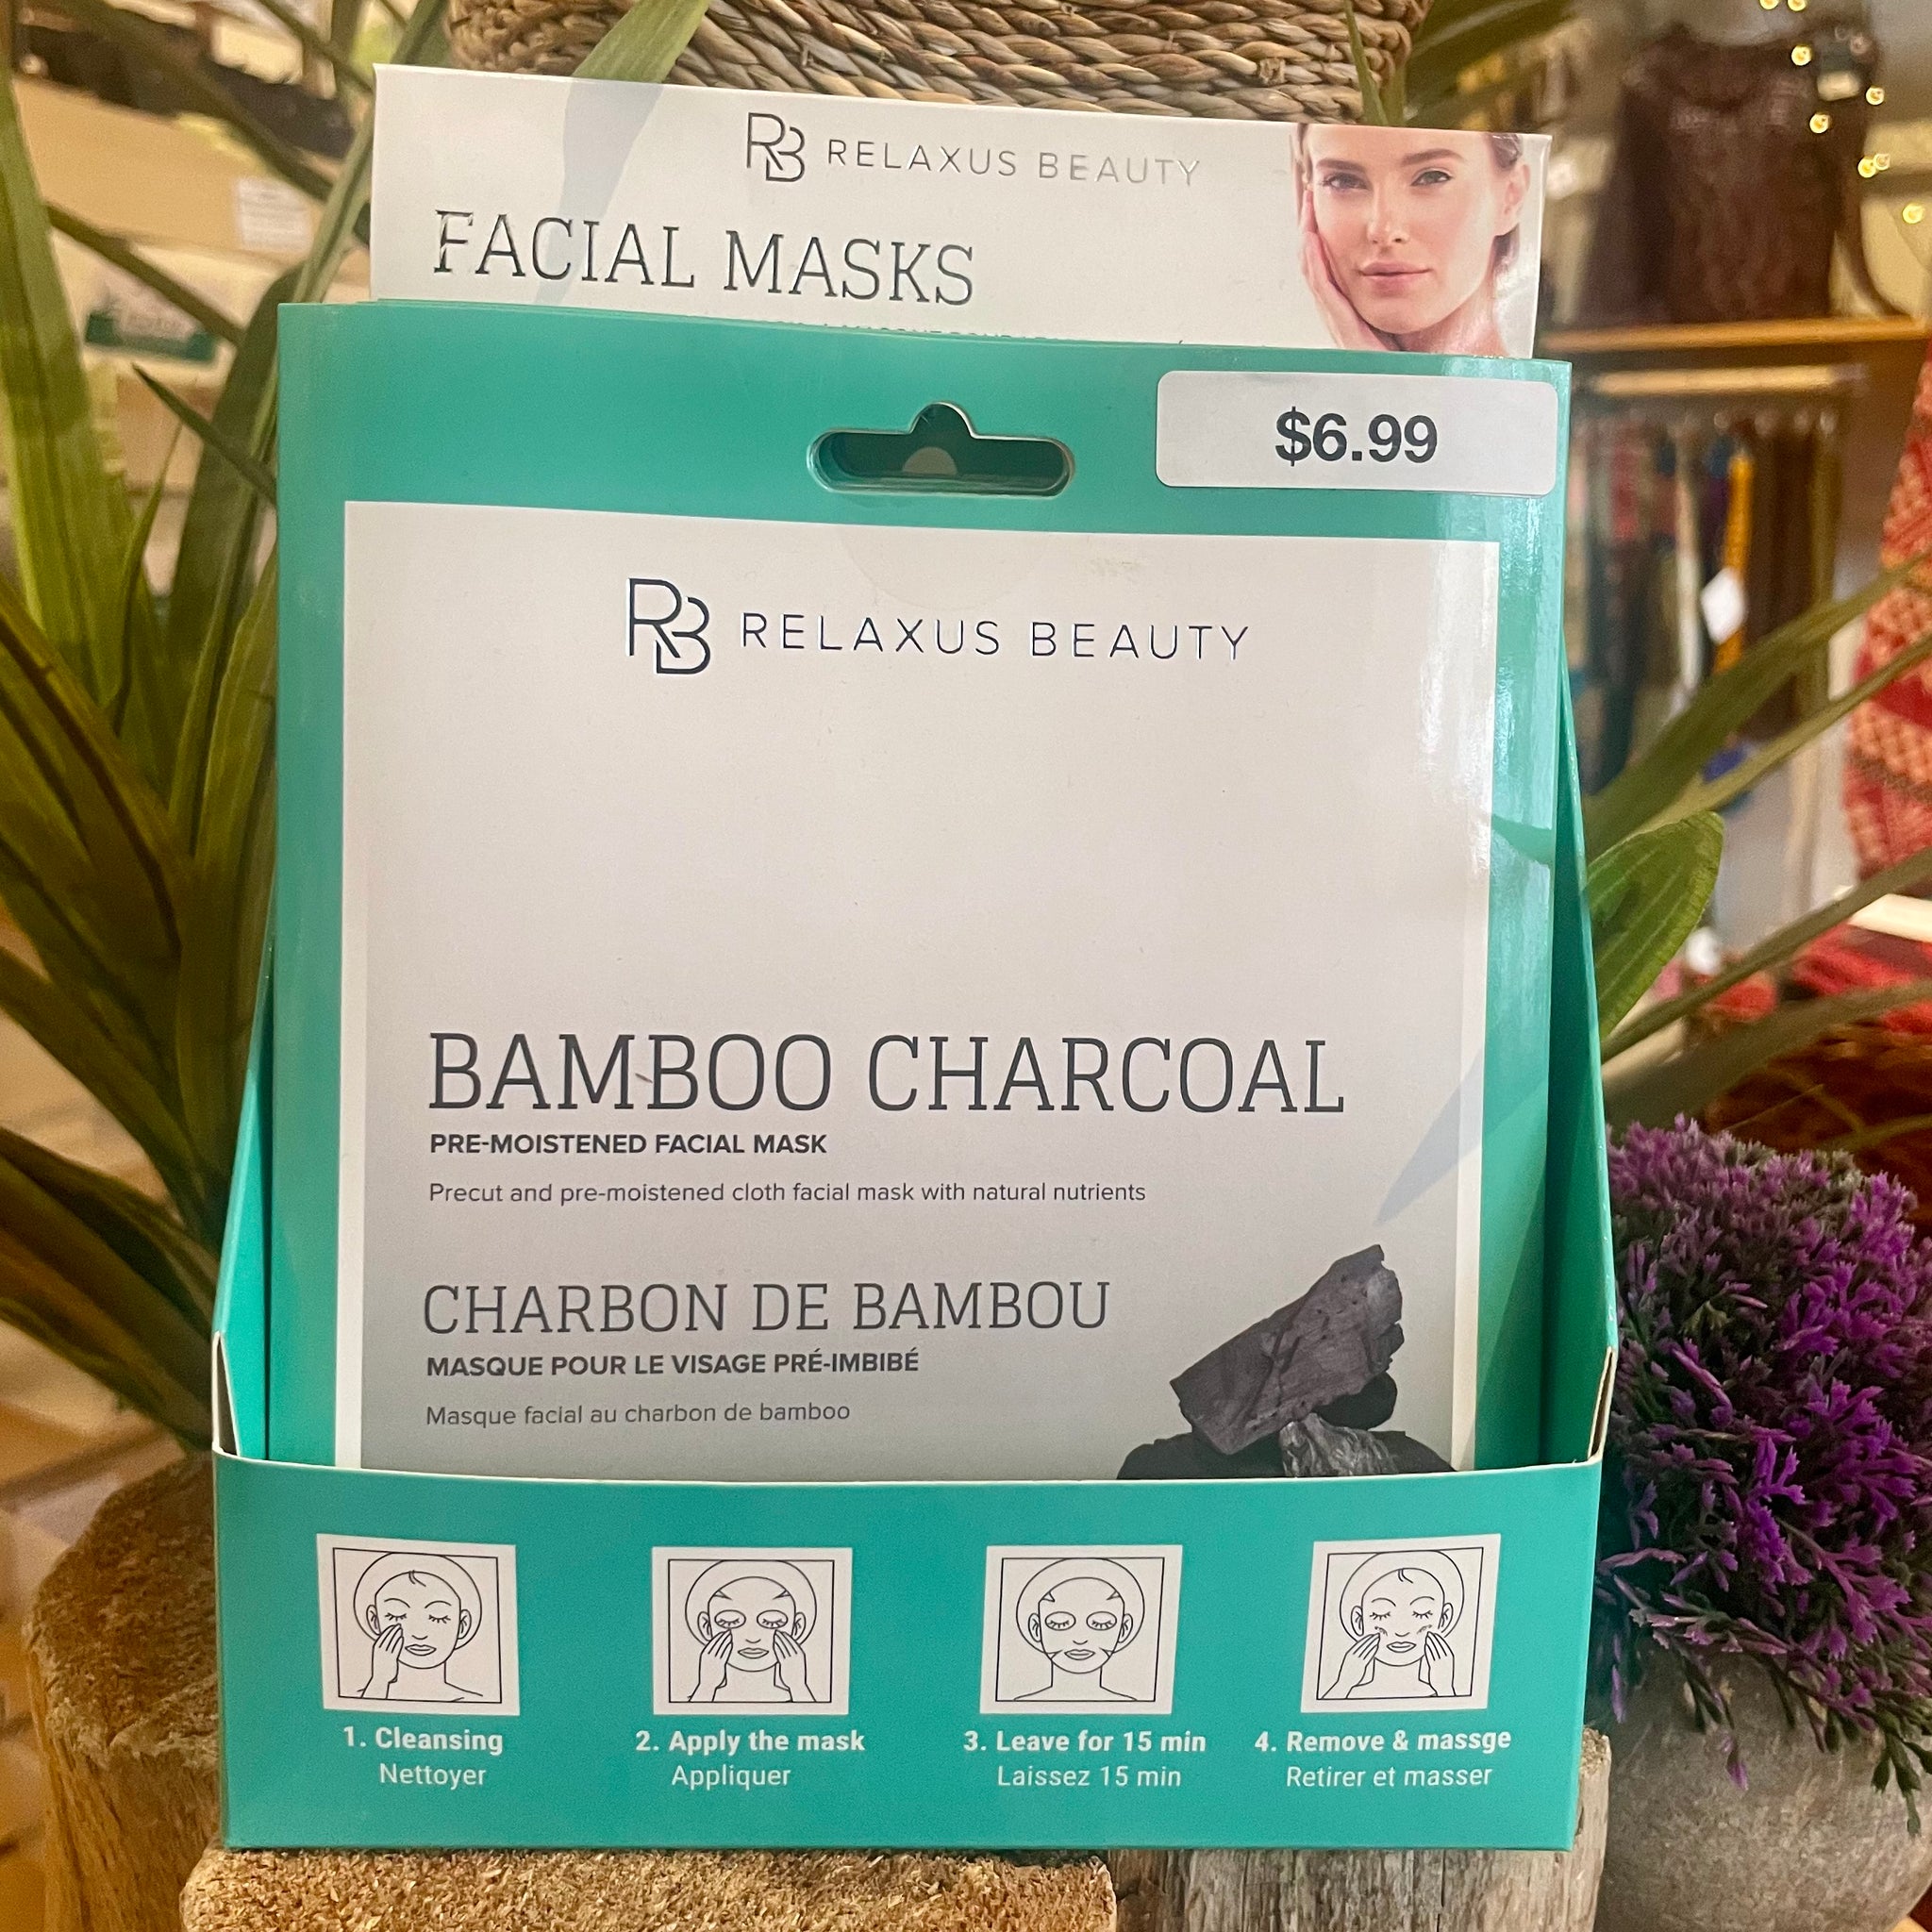 RB RELAXUS BEAUTY
FACIAL MASKS
$6.99
RB RELAXUS BEAUTY
BAMBOO CHARCOAL
PRE-MOISTENED FACIAL MASK
Precut and pre-moistened cloth facial mask with natural nutrients
CHARBON DE BAMBOU
MASQUE POUR LE VISAGE PRÉ-IMBIBÉ
Masque facial au charbon de bamboo
1. Cleansing
Nettoyer
2. Apply the mask
Appliquer
3. Leave for 15 min
Laissez 15 min
4. Remove & massge
Retirer et masser